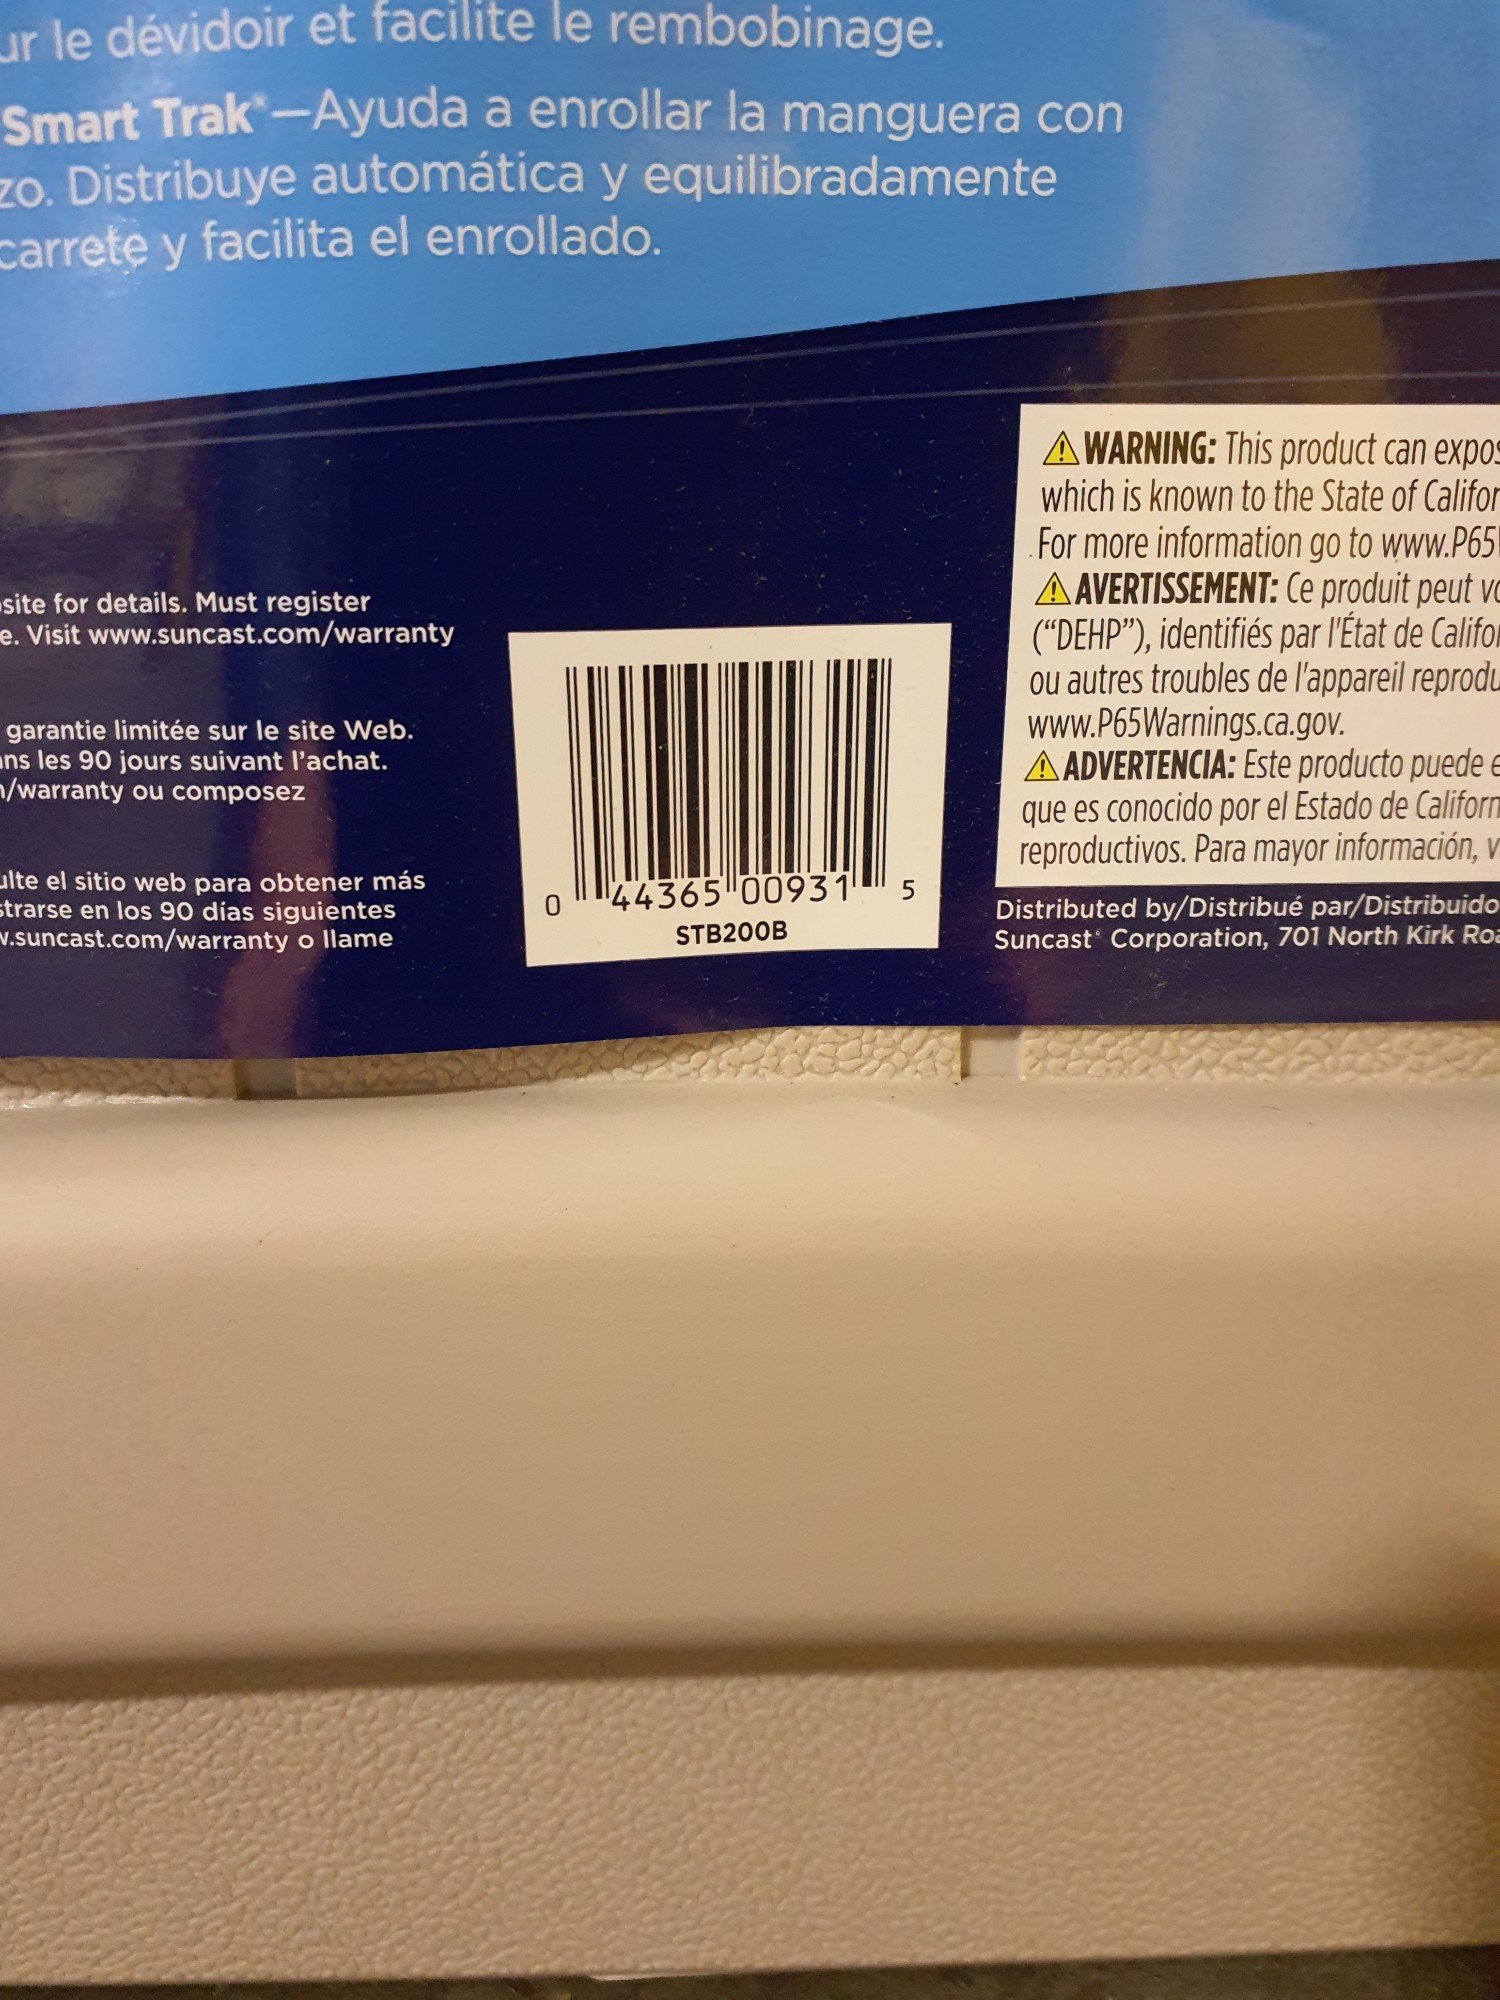 ur le dévidoir et facilite le rembobinage.
Smart Trak®—Ayuda a enrollar la manguera con
zo. Distribuye automática y equilibradamente
carrete y facilita el enrollado.
site for details. Must register
e. Visit www.suncast.com/warranty
garantie limitée sur le site Web.
ns les 90 jours suivant l'achat.
/warranty ou composez
ulte el sitio web para obtener más
strarse en los 90 días siguientes
w.suncast.com/warranty o llame
0 44365 00931 5
STB200B
⚠ WARNING: This product can expos
which is known to the State of Califor
For more information go to www.P65
⚠ AVERTISSEMENT: Ce produit peut vo
("DEHP"), identifiés par l'État de Califor
ou autres troubles de l'appareil reprodu
www.P65Warnings.ca.gov.
⚠ ADVERTENCIA: Este producto puede e
que es conocido por el Estado de Californ
reproductivos. Para mayor información, v
Distributed by/Distribué par/Distribuido
Suncast® Corporation, 701 North Kirk Roa